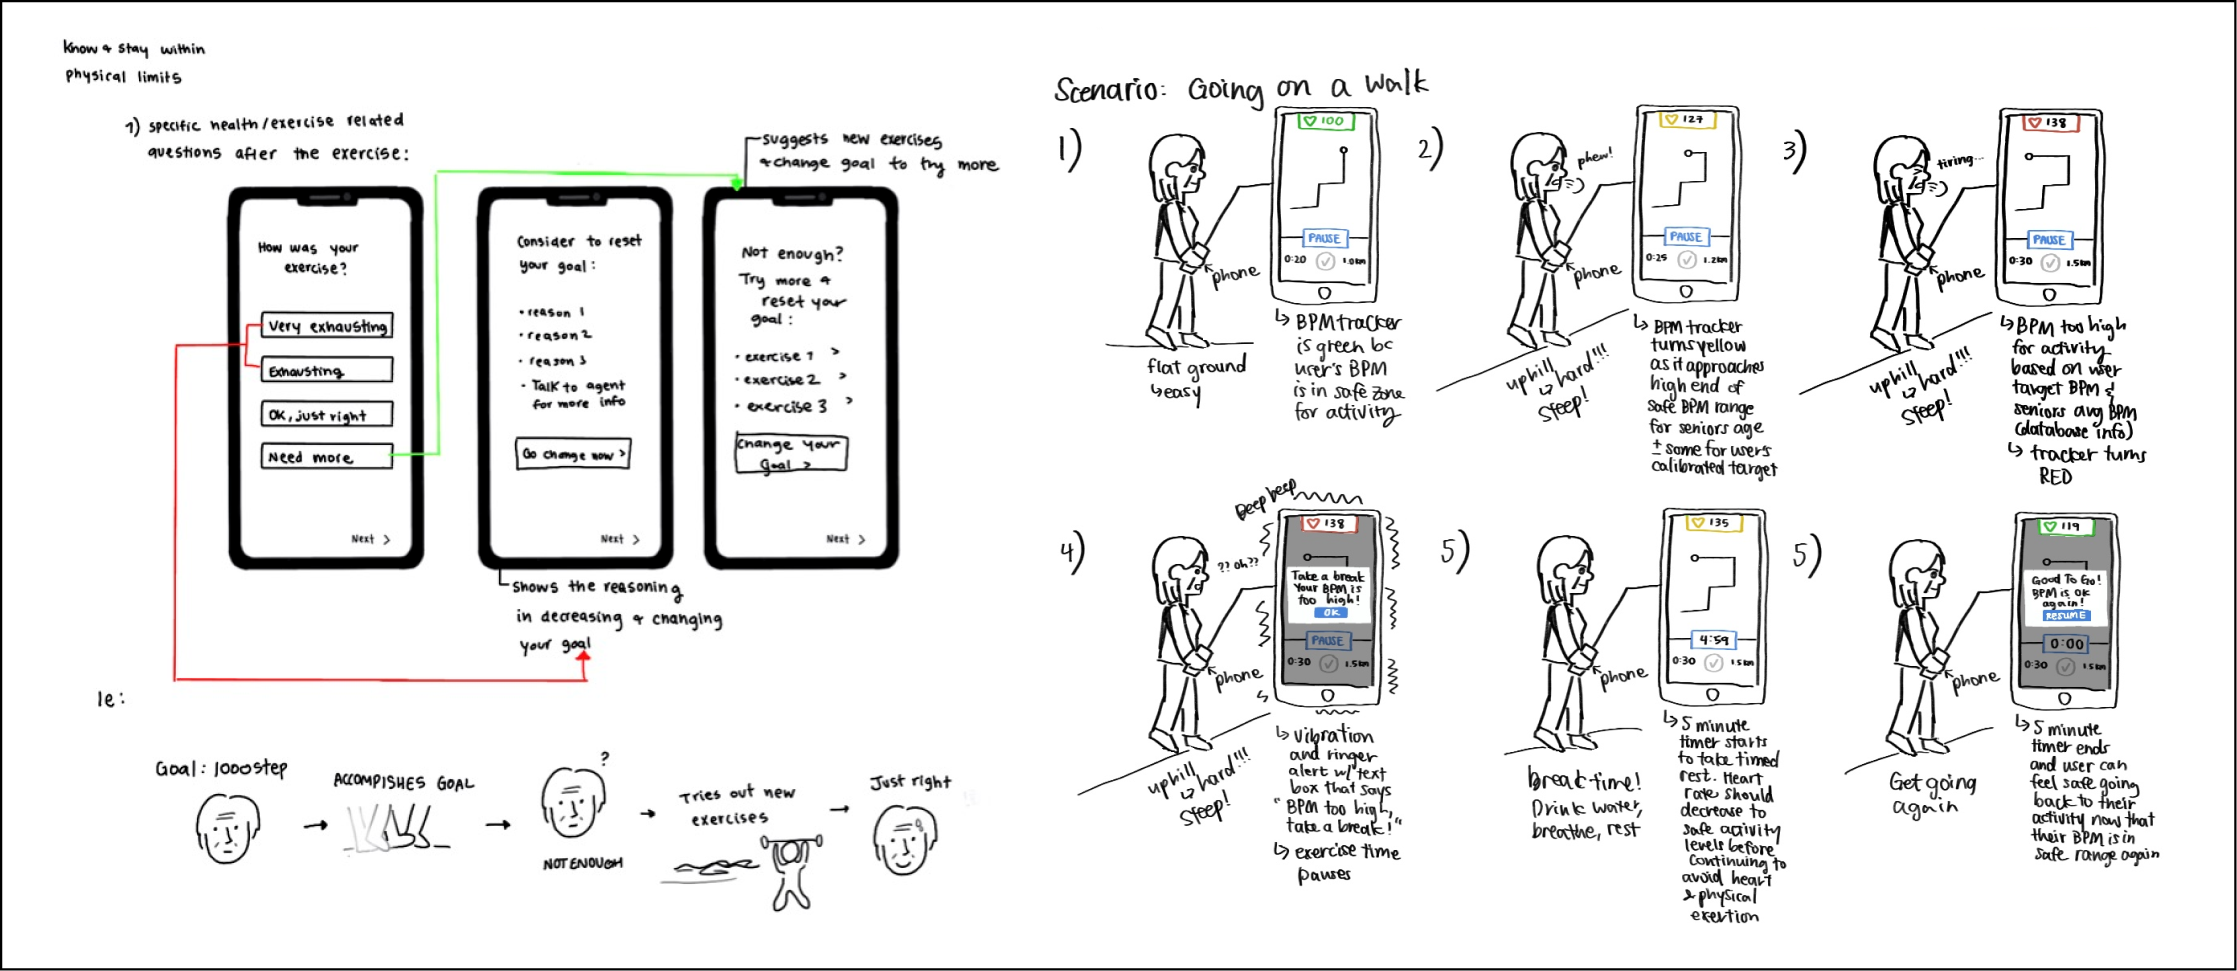 Know & stay within
physical limits
1) specific health/exercise related
questions after the exercise:
How was your
exercise?
Very exhausting
Exhausting
OK, just right
Need more
Next >
Consider to reset
your goal:
• reason 1
• reason 2
• reason 3
• Talk to agent
for more info
Go change now >
Next >
shows the reasoning
in decreasing & changing
your goal
suggests new exercises
& change goal to try more
Not enough?
Try more &
reset your
goal:
• exercise 1 >
• exercise 2 >
• exercise 3 >
Change your
Goal >
Next >
Ie:
Goal: 1000step
ACCOMPISHES GOAL
?
NOT ENOUGH
Tries out new
exercises
Just right
Scenario: Going on a walk
1)
100
PAUSE
0:20 1.0km
phone
flat ground
↳ easy
↳ BPM tracker
is green bc
user's BPM
is in safe zone
for activity
2)
phew!
127
PAUSE
0:25 1.2km
phone
uphill hard!!!
↳ steep!
↳ BPM tracker
turns yellow
as it approaches
high end of
safe BPM range
for seniors age
± some for users
calibrated target
3)
tiring...
138
PAUSE
0:30 1.5km
phone
uphill hard!!!
↳ steep!
↳ BPM too high
for activity
based on user
target BPM &
seniors avg BPM
(database info)
↳ tracker turns
RED
4)
Beep beep
?? oh??
138
Take a break
Your BPM is
too high!
OK
PAUSE
0:30 1.5km
phone
uphill hard!!!
↳ steep!
↳ vibration
and ringer
alert w/ text
box that says
"BPM too high,
take a break!"
↳ exercise time
pauses
5)
135
4:59
0:30 1.5km
phone
break time!
Drink water,
breathe, rest
↳ 5 minute
timer starts
to take timed
rest. Heart
rate should
decrease to
safe activity
levels before
continuing to
avoid heart
& physical
exertion
5)
119
Good To Go!
BPM is OK
again!
RESUME
0:00
0:30 1.5km
phone
Get going
again
↳ 5 minute
timer ends
and user can
feel safe going
back to their
activity now that
their BPM is in
safe range again